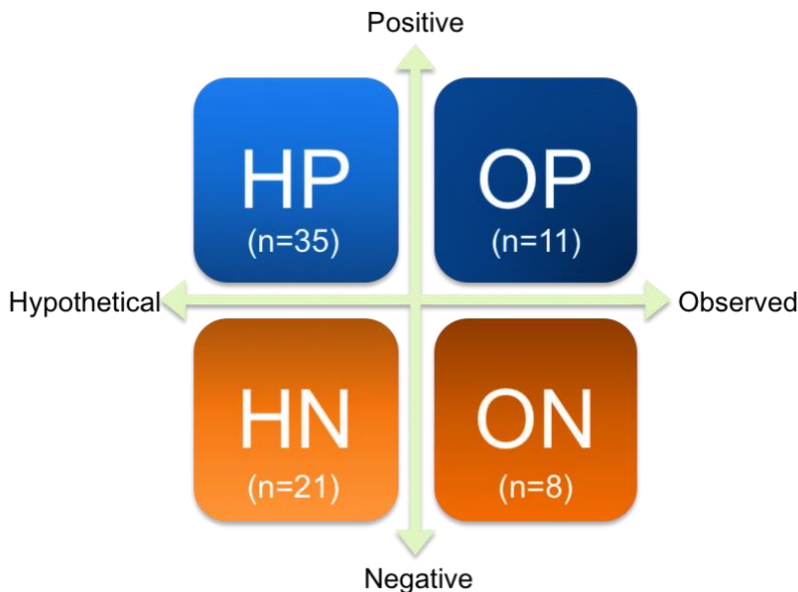 Positive
HP
(n=35)
OP
(n=11)
Hypothetical
Observed
HN
(n=21)
ON
(n=8)
Negative